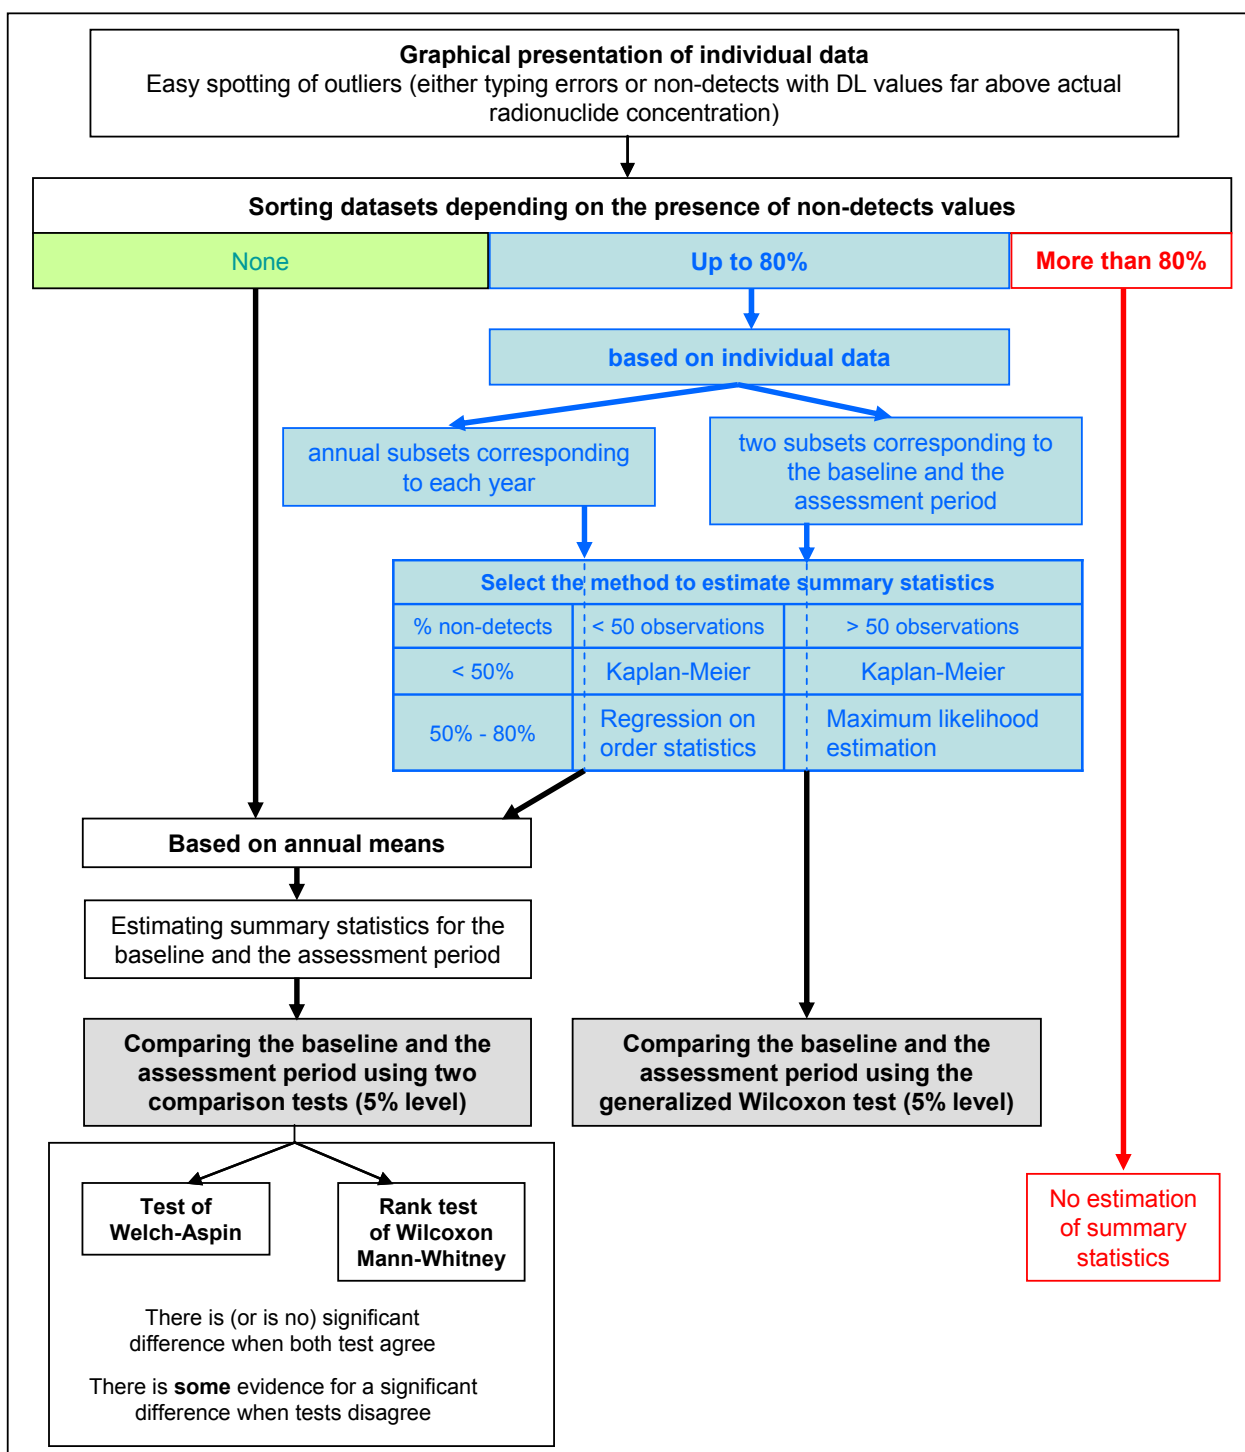 Graphical presentation of individual data
Easy spotting of outliers (either typing errors or non-detects with DL values far above actual
radionuclide concentration)
Sorting datasets depending on the presence of non-detects values
None
Up to 80%
More than 80%
based on individual data
annual subsets corresponding
to each year
two subsets corresponding to
the baseline and the
assessment period
Select the method to estimate summary statistics
% non-detects
< 50 observations
> 50 observations
< 50%
Kaplan-Meier
Kaplan-Meier
50% - 80%
Regression on
order statistics
Maximum likelihood
estimation
Based on annual means
Estimating summary statistics for the
baseline and the assessment period
Comparing the baseline and the
assessment period using two
comparison tests (5% level)
Comparing the baseline and the
assessment period using the
generalized Wilcoxon test (5% level)
Test of
Welch-Aspin
Rank test
of Wilcoxon
Mann-Whitney
No estimation
of summary
statistics
There is (or is no) significant
difference when both test agree
There is some evidence for a significant
difference when tests disagree